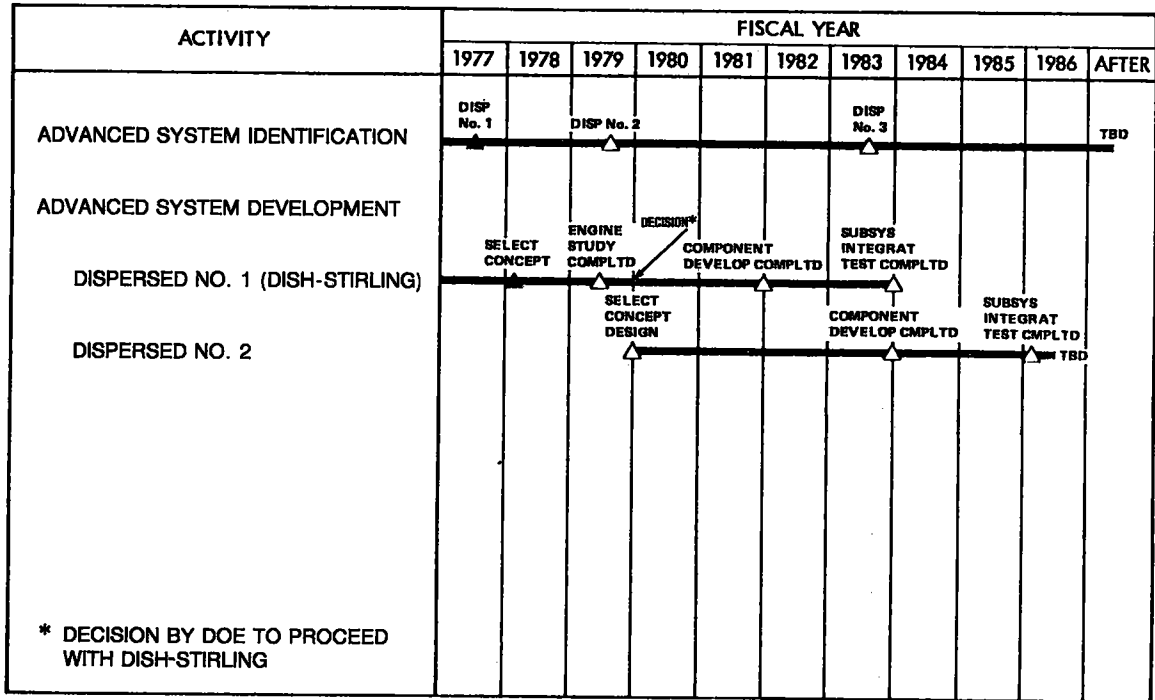 ACTIVITY
FISCAL YEAR
1977 1978 1979 1980 1981 1982 1983 1984 1985 1986 AFTER
ADVANCED SYSTEM IDENTIFICATION
DISP
No. 1
DISP No. 2
DISP
No. 3
TBD
ADVANCED SYSTEM DEVELOPMENT
DISPERSED NO. 1 (DISH-STIRLING)
SELECT
CONCEPT
ENGINE
STUDY
COMPLTD
DECISION*
COMPONENT
DEVELOP COMPLTD
SUBSYS
INTEGRAT
TEST COMPLTD
DISPERSED NO. 2
SELECT
CONCEPT
DESIGN
COMPONENT
DEVELOP CMPLTD
SUBSYS
INTEGRAT
TEST CMPLTD
TBD
* DECISION BY DOE TO PROCEED
WITH DISH-STIRLING